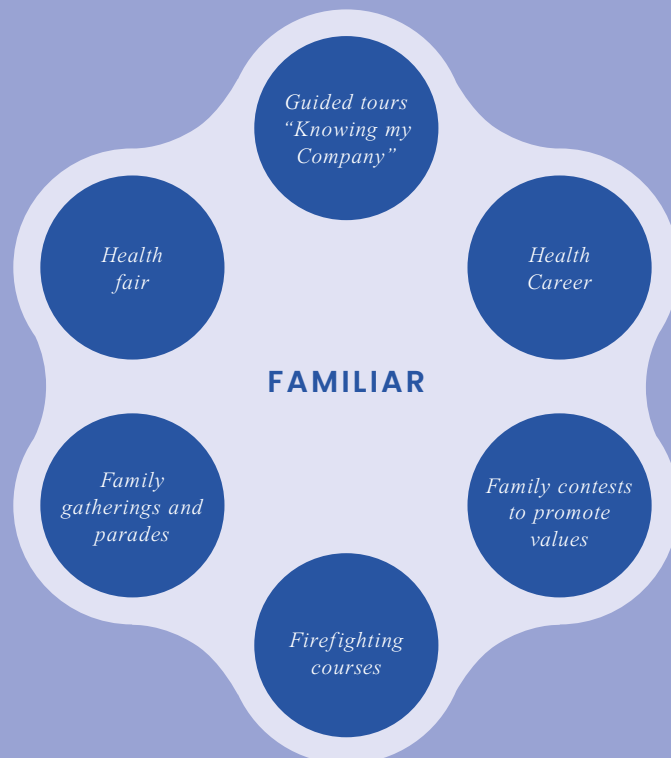 Guided tours
“Knowing my
Company”
Health
fair
Health
Career
FAMILIAR
Family
gatherings and
parades
Family contests
to promote
values
Firefighting
courses